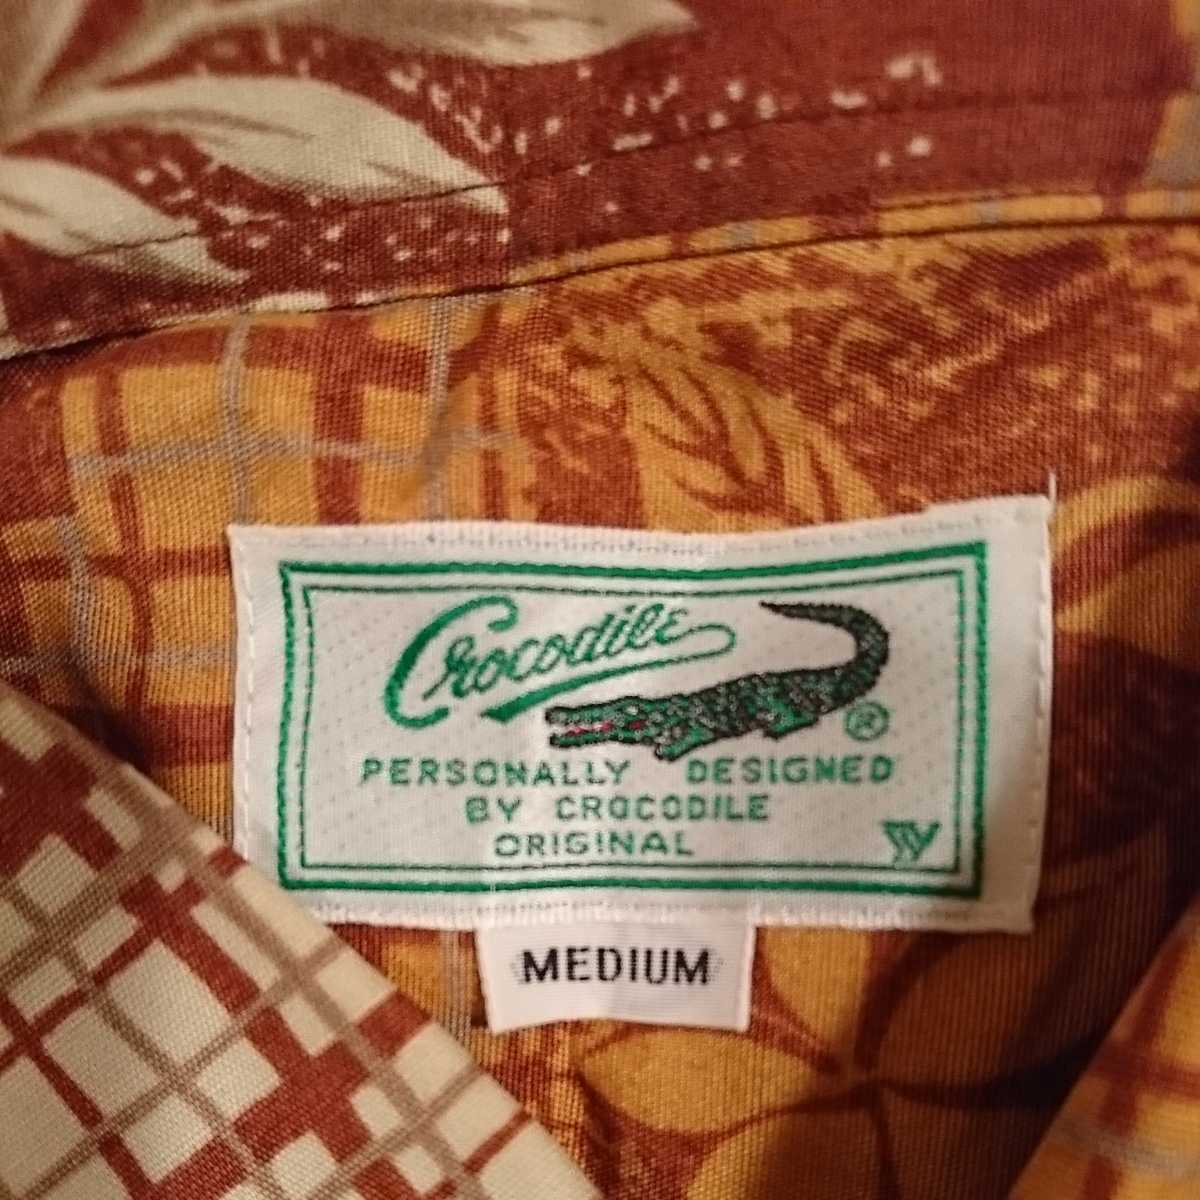 Crocodile
®
PERSONALLY DESIGNED
BY CROCODILE
ORIGINAL
MEDIUM